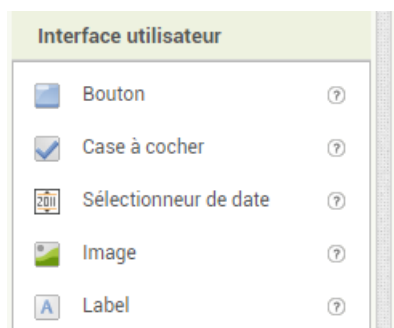 Interface utilisateur
Bouton ?
Case à cocher ?
2011 Sélectionneur de date ?
Image ?
A Label ?